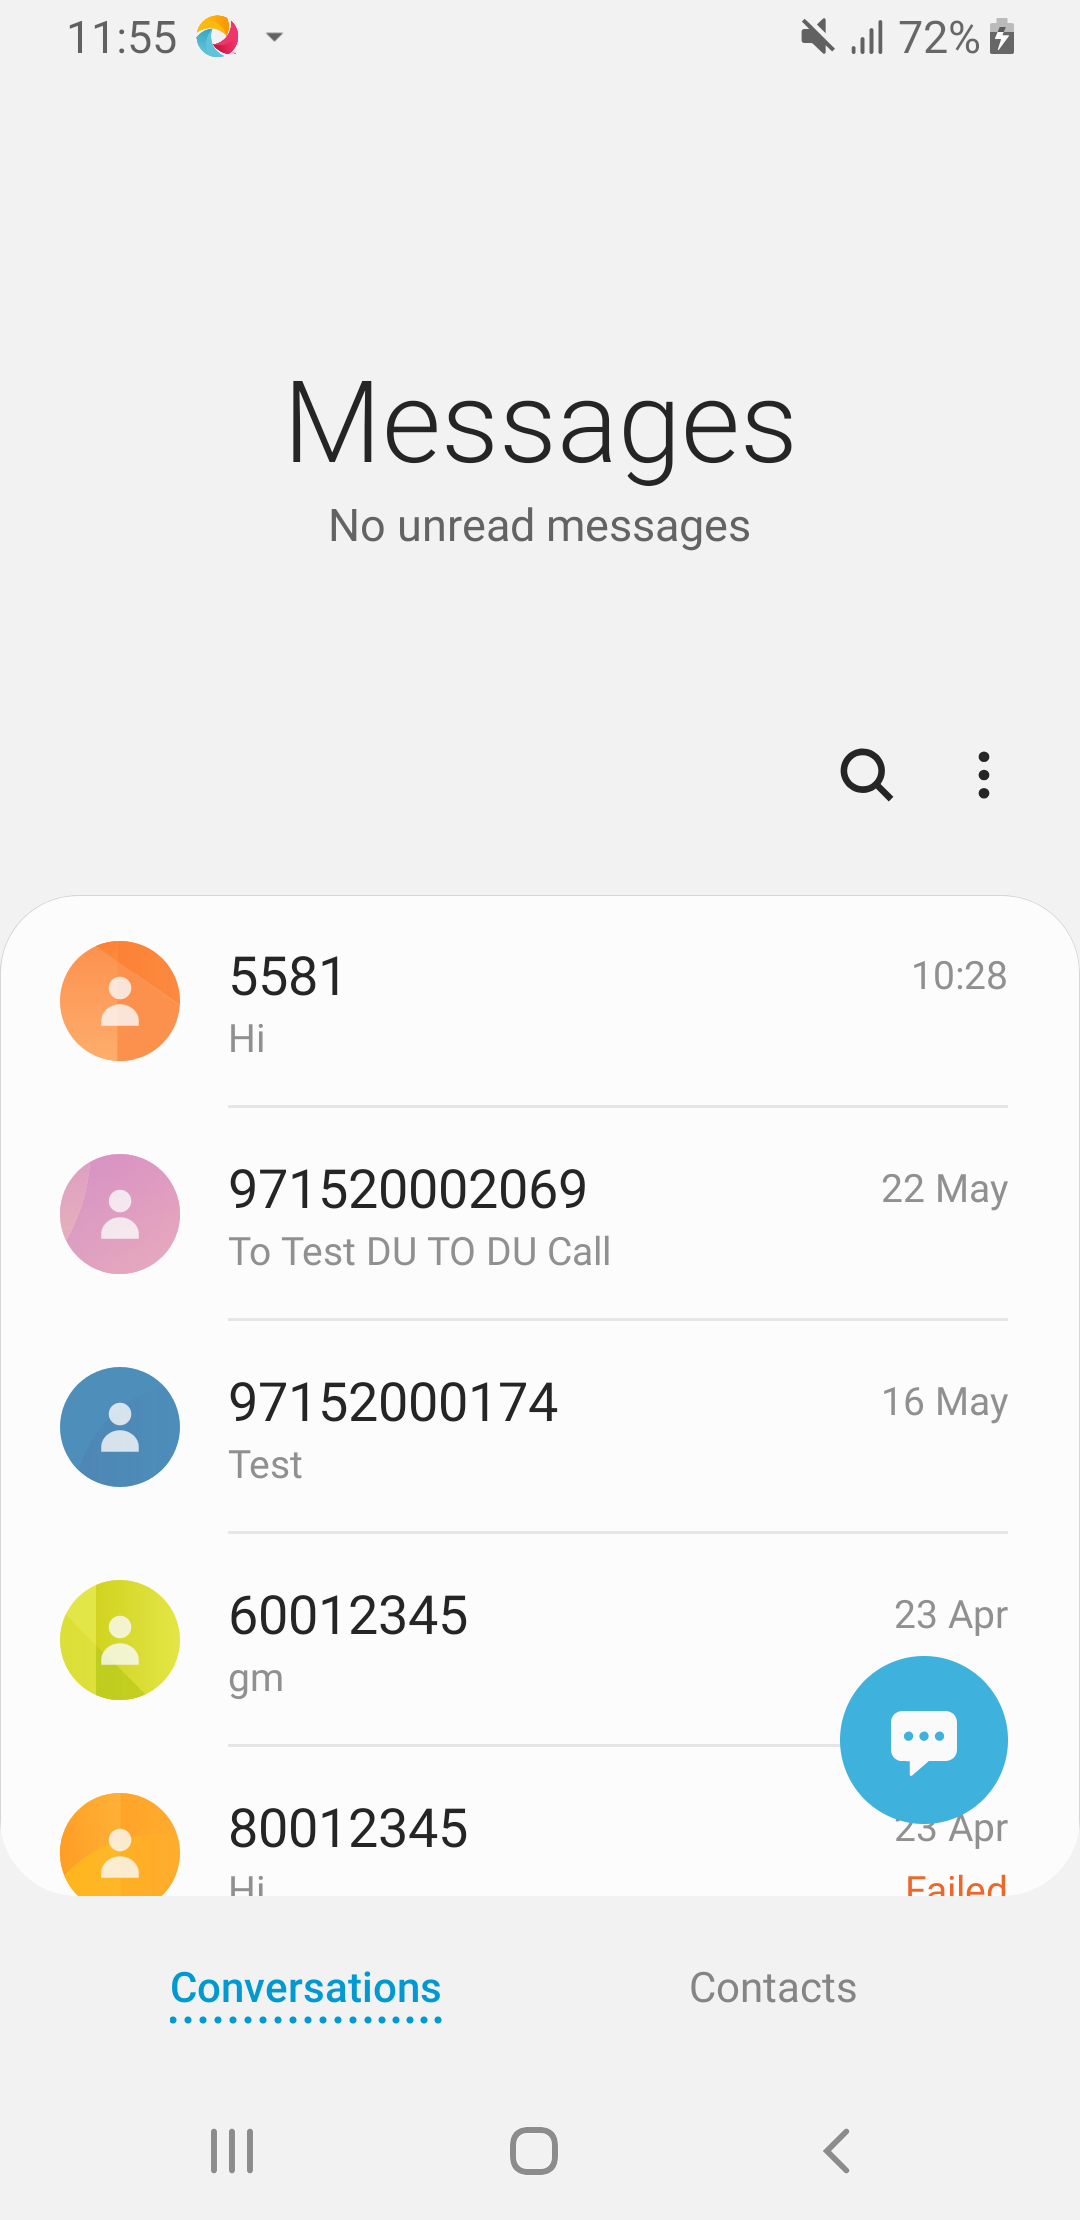 11:55
72%
Messages
No unread messages
5581
10:28
Hi
971520002069
22 May
To Test DU TO DU Call
97152000174
16 May
Test
60012345
23 Apr
gm
80012345
23 Apr
Hi
Failed
Conversations
Contacts